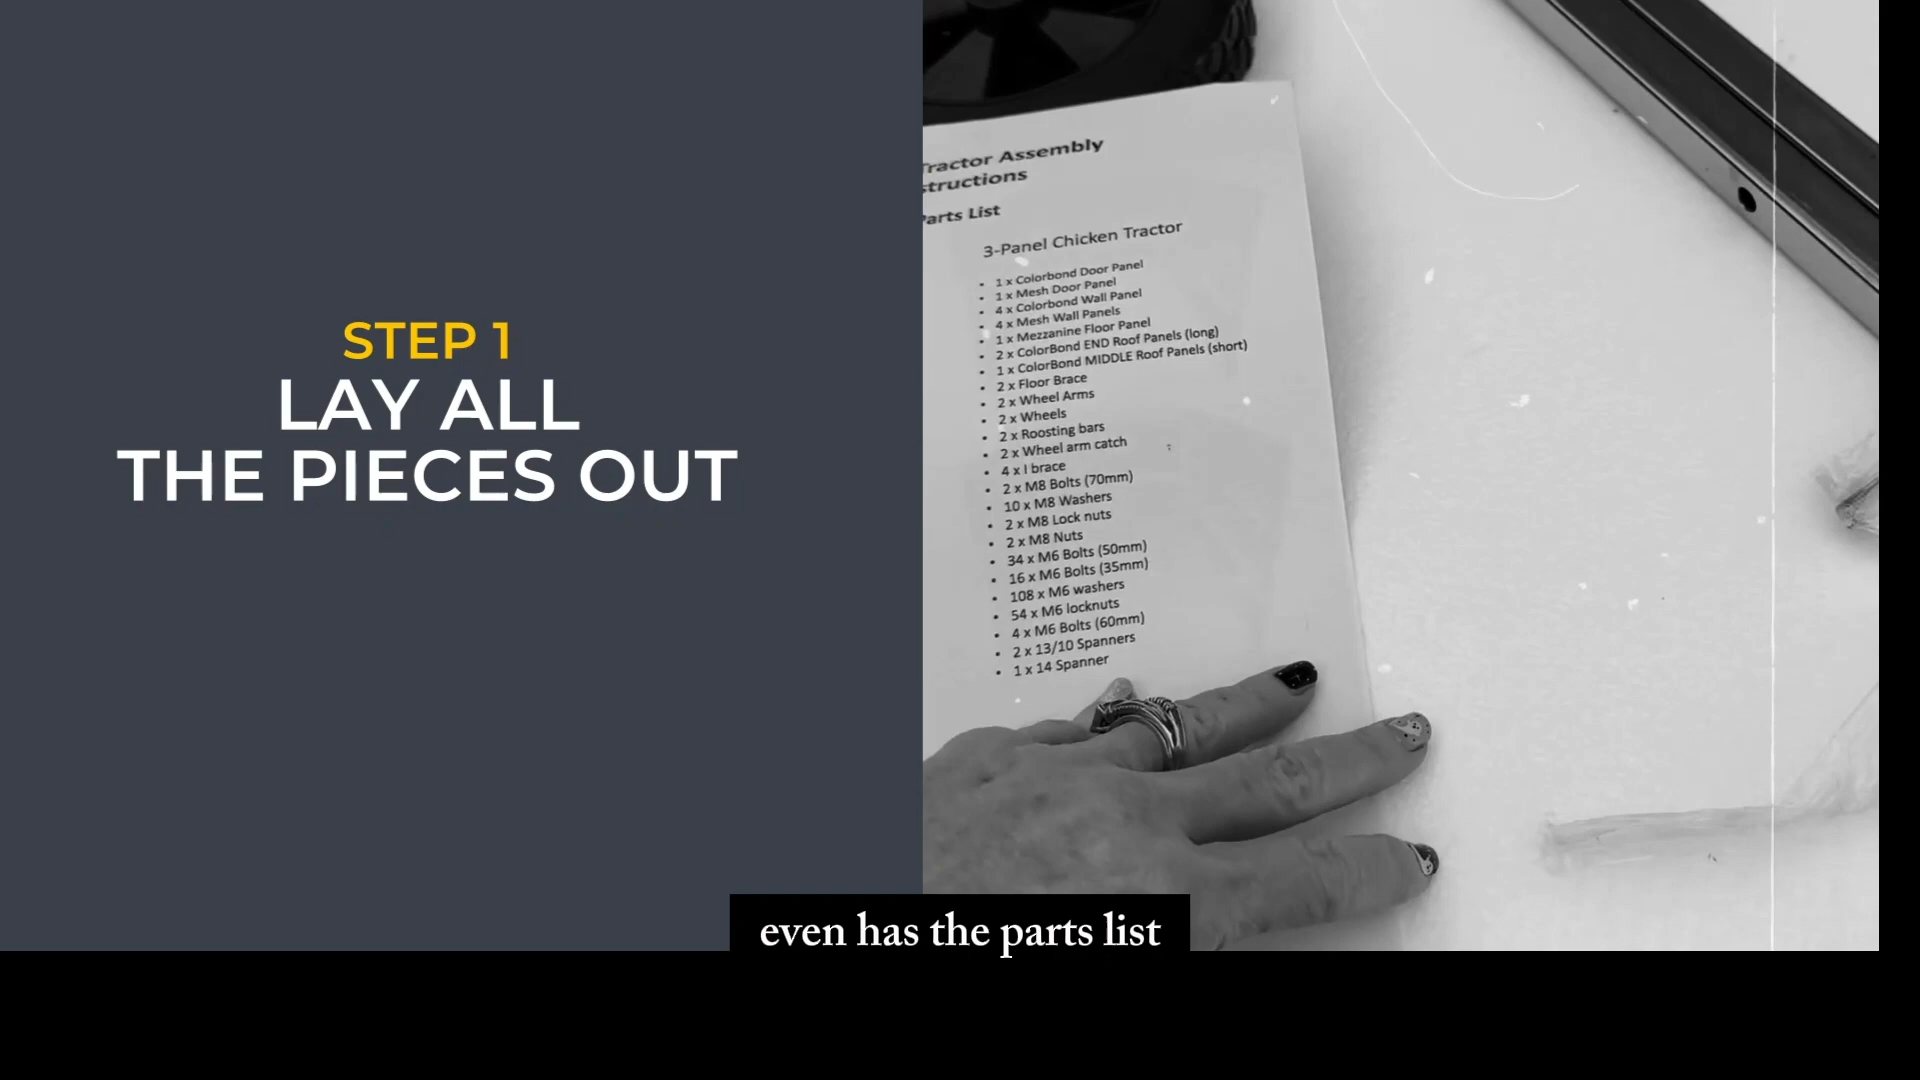 STEP 1
LAY ALL
THE PIECES OUT
Tractor Assembly
structions
Parts List
3-Panel Chicken Tractor
• 1 x Colorbond Door Panel
• 1 x Mesh Door Panel
• 4 x Colorbond Wall Panel
• 4 x Mesh Wall Panels
• 1 x Mezzanine Floor Panel
• 2 x ColorBond END Roof Panels (long)
• 1 x ColorBond MIDDLE Roof Panels (short)
• 2 x Floor Brace
• 2 x Wheel Arms
• 2 x Wheels
• 2 x Roosting bars
• 2 x Wheel arm catch
• 4 x I brace
• 2 x M8 Bolts (70mm)
• 10 x M8 Washers
• 2 x M8 Lock nuts
• 2 x M8 Nuts
• 34 x M6 Bolts (50mm)
• 16 x M6 Bolts (35mm)
• 108 x M6 washers
• 54 x M6 locknuts
• 4 x M6 Bolts (60mm)
• 2 x 13/10 Spanners
• 1 x 14 Spanner
even has the parts list